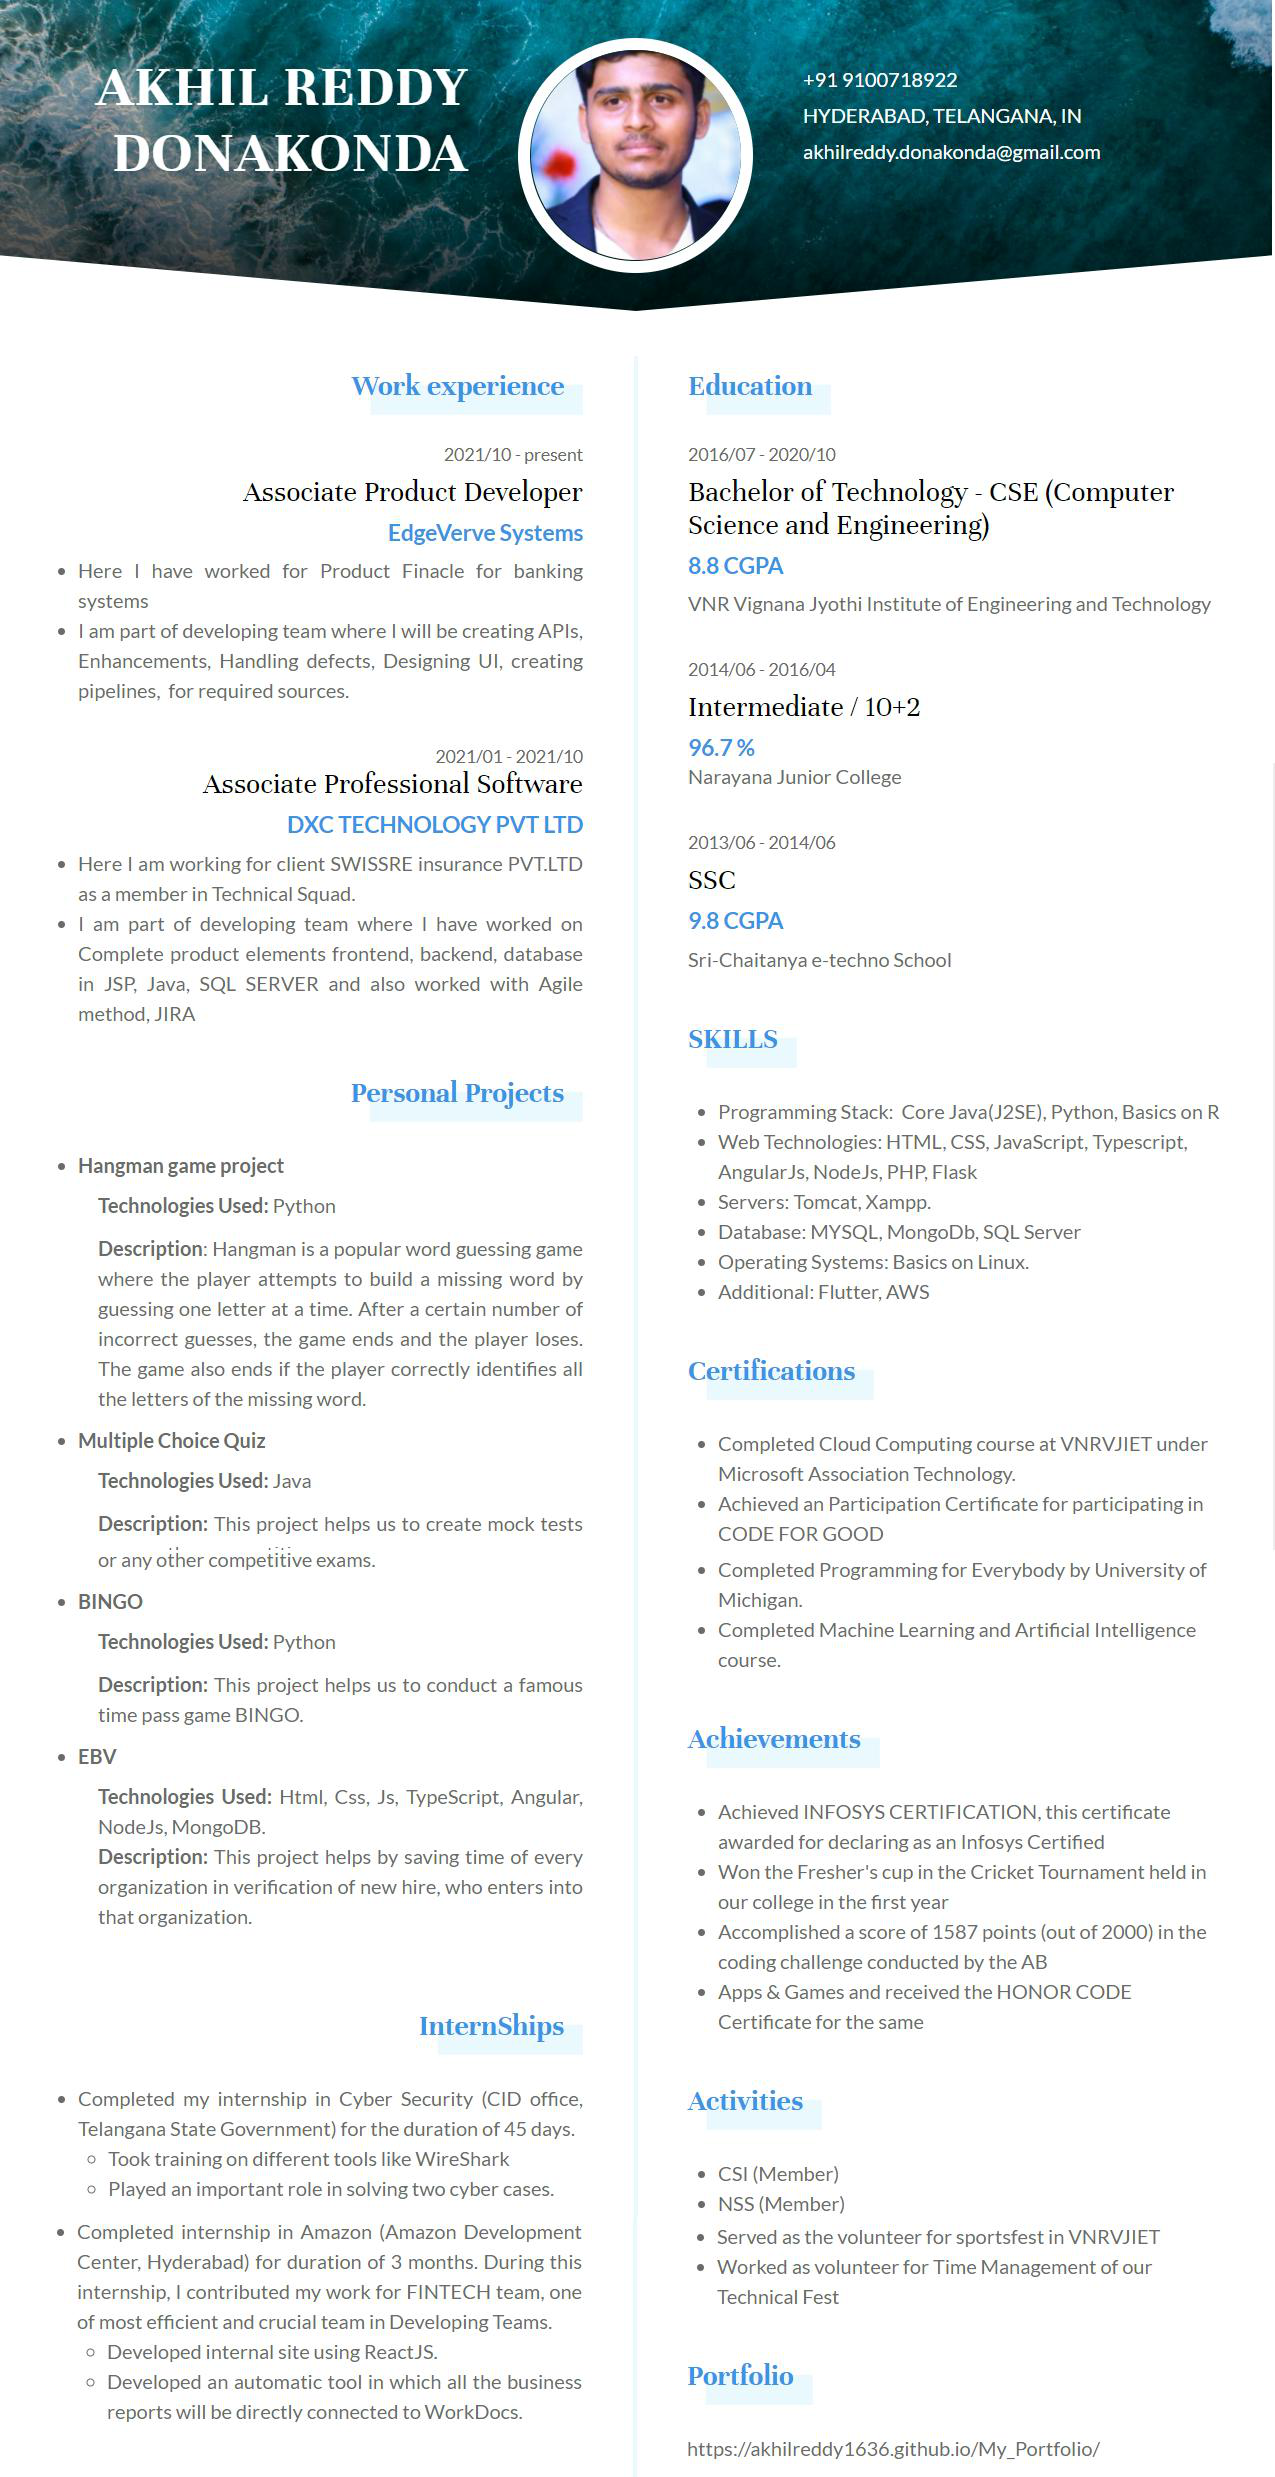 AKHIL REDDY
DONAKONDA
+91 9100718922
HYDERABAD, TELANGANA, IN
akhilreddy.donakonda@gmail.com
Work experience
2021/10 - present
Associate Product Developer
EdgeVerve Systems
Here I have worked for Product Finacle for banking
systems
I am part of developing team where I will be creating APIs,
Enhancements, Handling defects, Designing UI, creating
pipelines, for required sources.
2021/01 - 2021/10
Associate Professional Software
DXC TECHNOLOGY PVT LTD
Here I am working for client SWISSRE insurance PVT.LTD
as a member in Technical Squad.
I am part of developing team where I have worked on
Complete product elements frontend, backend, database
in JSP, Java, SQL SERVER and also worked with Agile
method, JIRA
Personal Projects
Hangman game project
Technologies Used: Python
Description: Hangman is a popular word guessing game
where the player attempts to build a missing word by
guessing one letter at a time. After a certain number of
incorrect guesses, the game ends and the player loses.
The game also ends if the player correctly identifies all
the letters of the missing word.
Multiple Choice Quiz
Technologies Used: Java
Description: This project helps us to create mock tests
or any other competitive exams.
BINGO
Technologies Used: Python
Description: This project helps us to conduct a famous
time pass game BINGO.
EBV
Technologies Used: Html, Css, Js, TypeScript, Angular,
NodeJs, MongoDB.
Description: This project helps by saving time of every
organization in verification of new hire, who enters into
that organization.
InternShips
Completed my internship in Cyber Security (CID office,
Telangana State Government) for the duration of 45 days.
Took training on different tools like WireShark
Played an important role in solving two cyber cases.
Completed internship in Amazon (Amazon Development
Center, Hyderabad) for duration of 3 months. During this
internship, I contributed my work for FINTECH team, one
of most efficient and crucial team in Developing Teams.
Developed internal site using ReactJS.
Developed an automatic tool in which all the business
reports will be directly connected to WorkDocs.
Education
2016/07 - 2020/10
Bachelor of Technology - CSE (Computer
Science and Engineering)
8.8 CGPA
VNR Vignana Jyothi Institute of Engineering and Technology
2014/06 - 2016/04
Intermediate / 10+2
96.7 %
Narayana Junior College
2013/06 - 2014/06
SSC
9.8 CGPA
Sri-Chaitanya e-techno School
SKILLS
Programming Stack: Core Java(J2SE), Python, Basics on R
Web Technologies: HTML, CSS, JavaScript, Typescript,
AngularJs, NodeJs, PHP, Flask
Servers: Tomcat, Xampp.
Database: MYSQL, MongoDb, SQL Server
Operating Systems: Basics on Linux.
Additional: Flutter, AWS
Certifications
Completed Cloud Computing course at VNRVJIET under
Microsoft Association Technology.
Achieved an Participation Certificate for participating in
CODE FOR GOOD
Completed Programming for Everybody by University of
Michigan.
Completed Machine Learning and Artificial Intelligence
course.
Achievements
Achieved INFOSYS CERTIFICATION, this certificate
awarded for declaring as an Infosys Certified
Won the Fresher's cup in the Cricket Tournament held in
our college in the first year
Accomplished a score of 1587 points (out of 2000) in the
coding challenge conducted by the AB
Apps & Games and received the HONOR CODE
Certificate for the same
Activities
CSI (Member)
NSS (Member)
Served as the volunteer for sportsfest in VNRVJIET
Worked as volunteer for Time Management of our
Technical Fest
Portfolio
https://akhilreddy1636.github.io/My_Portfolio/